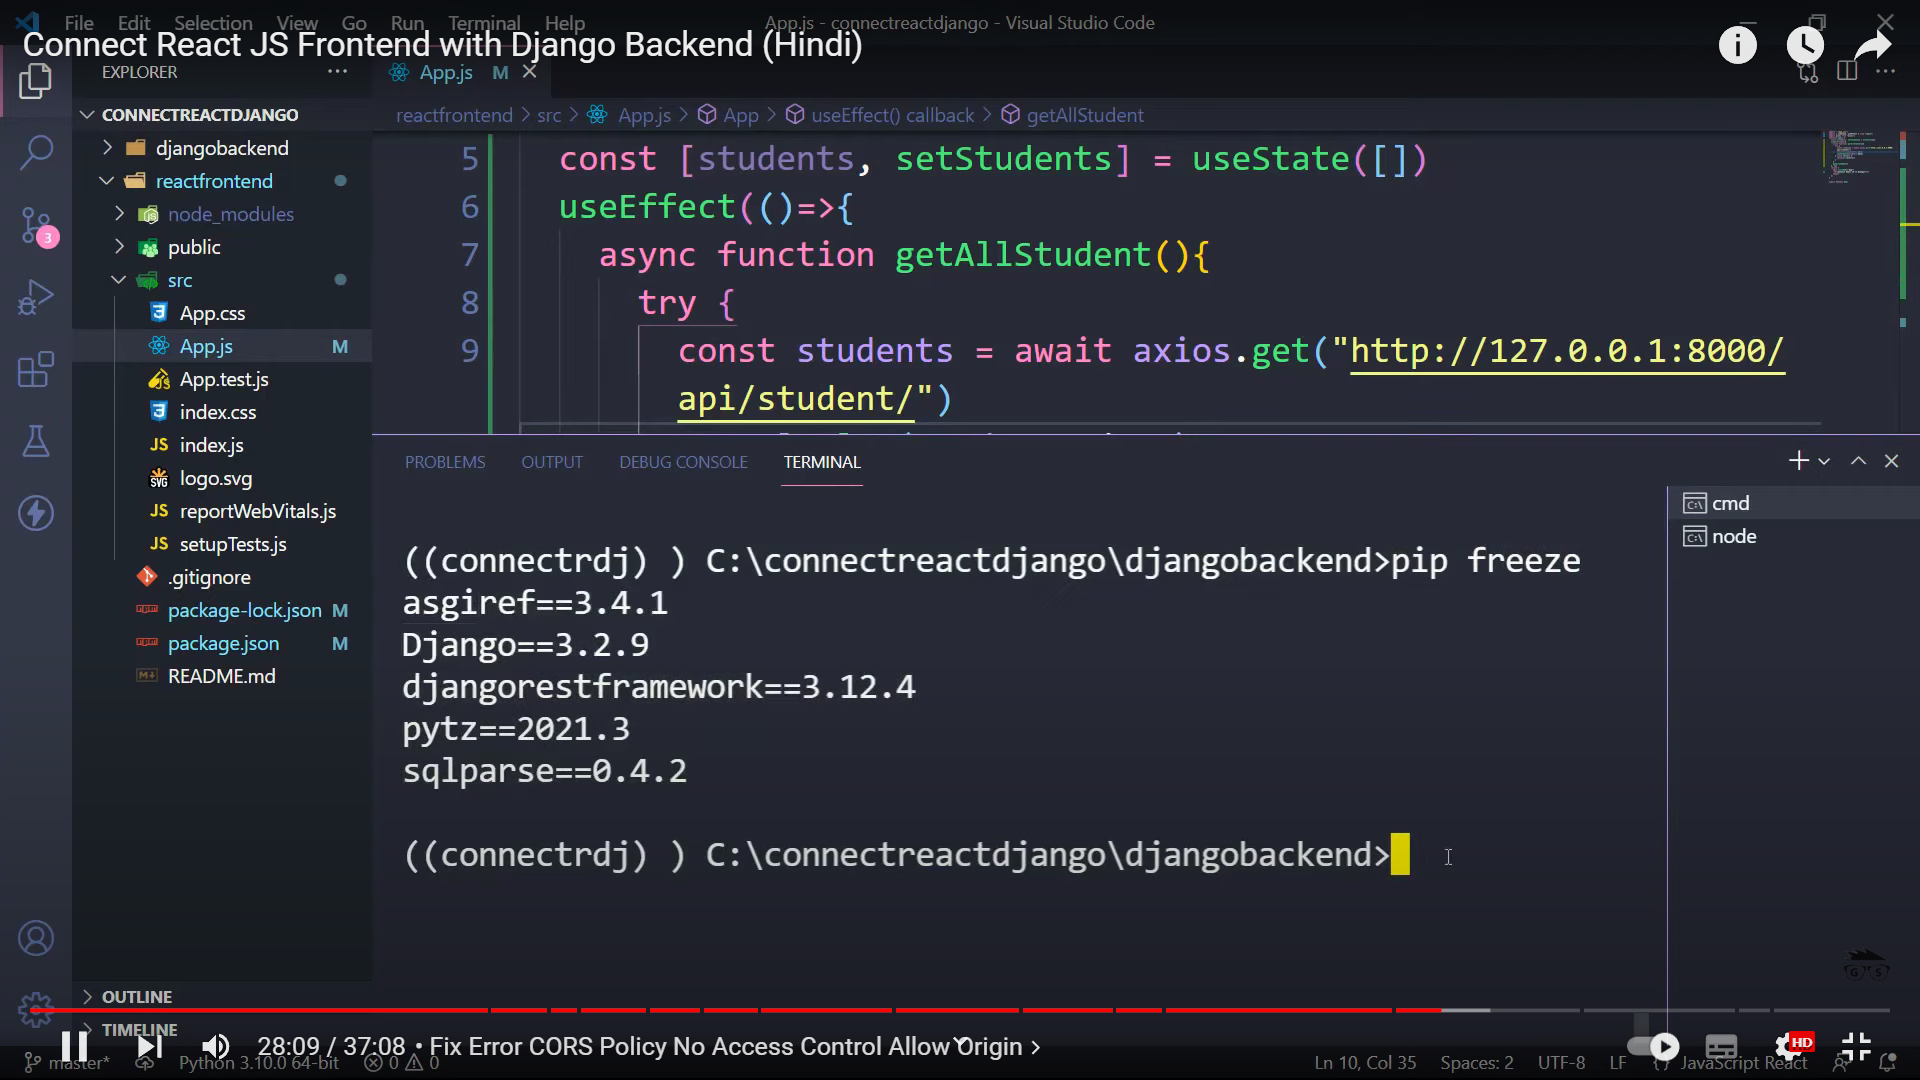 File Edit Selection View Go Run Terminal Help App.js - connectreactdjango - Visual Studio Code
Connect React JS Frontend with Django Backend (Hindi)
EXPLORER
App.js M
CONNECTREACTDJANGO
reactfrontend > src > App.js > App > useEffect() callback > getAllStudent
djangobackend
reactfrontend
node_modules
public
src
App.css
App.js M
App.test.js
index.css
index.js
logo.svg
reportWebVitals.js
setupTests.js
.gitignore
package-lock.json M
package.json M
README.md
OUTLINE
TIMELINE
3
5 const [students, setStudents] = useState([])
6 useEffect(()=>{
7 async function getAllStudent(){
8 try {
9 const students = await axios.get("http://127.0.0.1:8000/
api/student/")
PROBLEMS OUTPUT DEBUG CONSOLE TERMINAL
cmd
node
((connectrdj) ) C:\connectreactdjango\djangobackend>pip freeze
asgiref==3.4.1
Django==3.2.9
djangorestframework==3.12.4
pytz==2021.3
sqlparse==0.4.2
((connectrdj) ) C:\connectreactdjango\djangobackend>
28:09 / 37:08 • Fix Error CORS Policy No Access Control Allow Origin >
HD
master* Python 3.10.0 64-bit 0 0 Ln 10, Col 35 Spaces: 2 UTF-8 LF {} JavaScript React